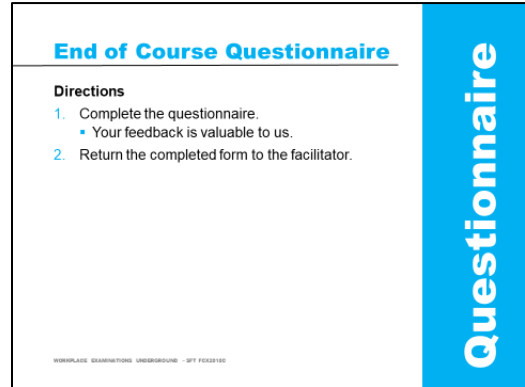 End of Course Questionnaire
Directions
1. Complete the questionnaire.
▪ Your feedback is valuable to us.
2. Return the completed form to the facilitator.
Questionnaire
WORKPLACE EXAMINATIONS UNDERGROUND - SFT